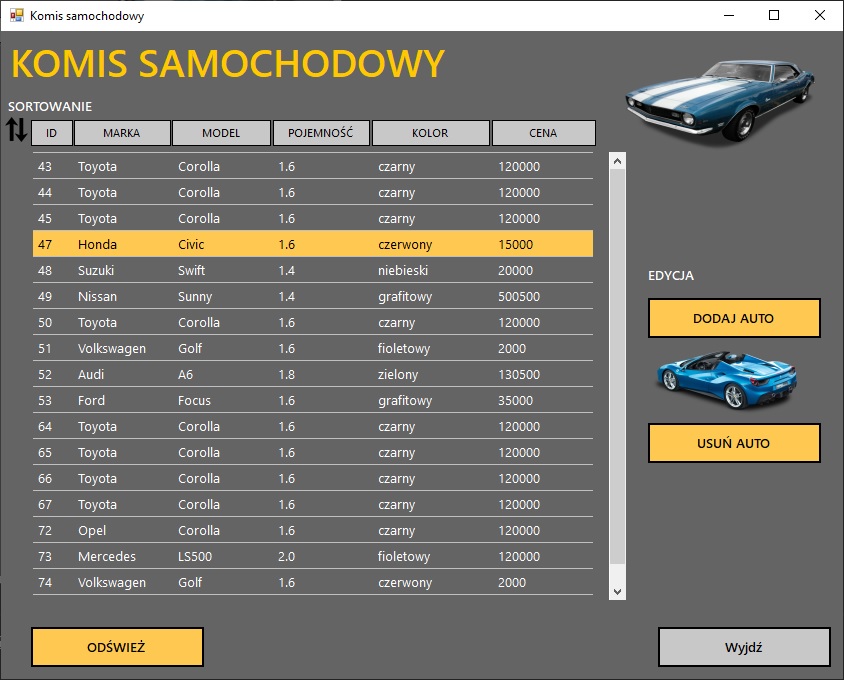 Komis samochodowy
KOMIS SAMOCHODOWY
SORTOWANIE
ID MARKA MODEL POJEMNOŚĆ KOLOR CENA
43 Toyota Corolla 1.6 czarny 120000
44 Toyota Corolla 1.6 czarny 120000
45 Toyota Corolla 1.6 czarny 120000
47 Honda Civic 1.6 czerwony 15000
48 Suzuki Swift 1.4 niebieski 20000
49 Nissan Sunny 1.4 grafitowy 500500
50 Toyota Corolla 1.6 czarny 120000
51 Volkswagen Golf 1.6 fioletowy 2000
52 Audi A6 1.8 zielony 130500
53 Ford Focus 1.6 grafitowy 35000
64 Toyota Corolla 1.6 czarny 120000
65 Toyota Corolla 1.6 czarny 120000
66 Toyota Corolla 1.6 czarny 120000
67 Toyota Corolla 1.6 czarny 120000
72 Opel Corolla 1.6 czarny 120000
73 Mercedes LS500 2.0 fioletowy 120000
74 Volkswagen Golf 1.6 czerwony 2000
EDYCJA
DODAJ AUTO
USUŃ AUTO
ODŚWIEŻ
Wyjdź